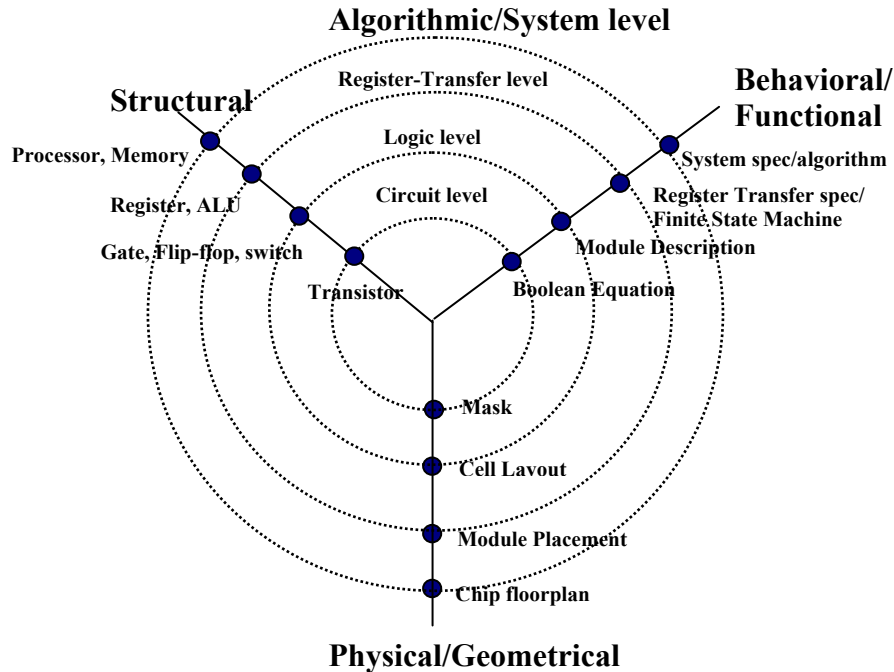 Algorithmic/System level
Register-Transfer level
Behavioral/
Functional
Structural
Logic level
Processor, Memory
System spec/algorithm
Circuit level
Register, ALU
Register Transfer spec/
Finite State Machine
Gate, Flip-flop, switch
Module Description
Transistor
Boolean Equation
Mask
Cell Lavout
Module Placement
Chip floorplan
Physical/Geometrical